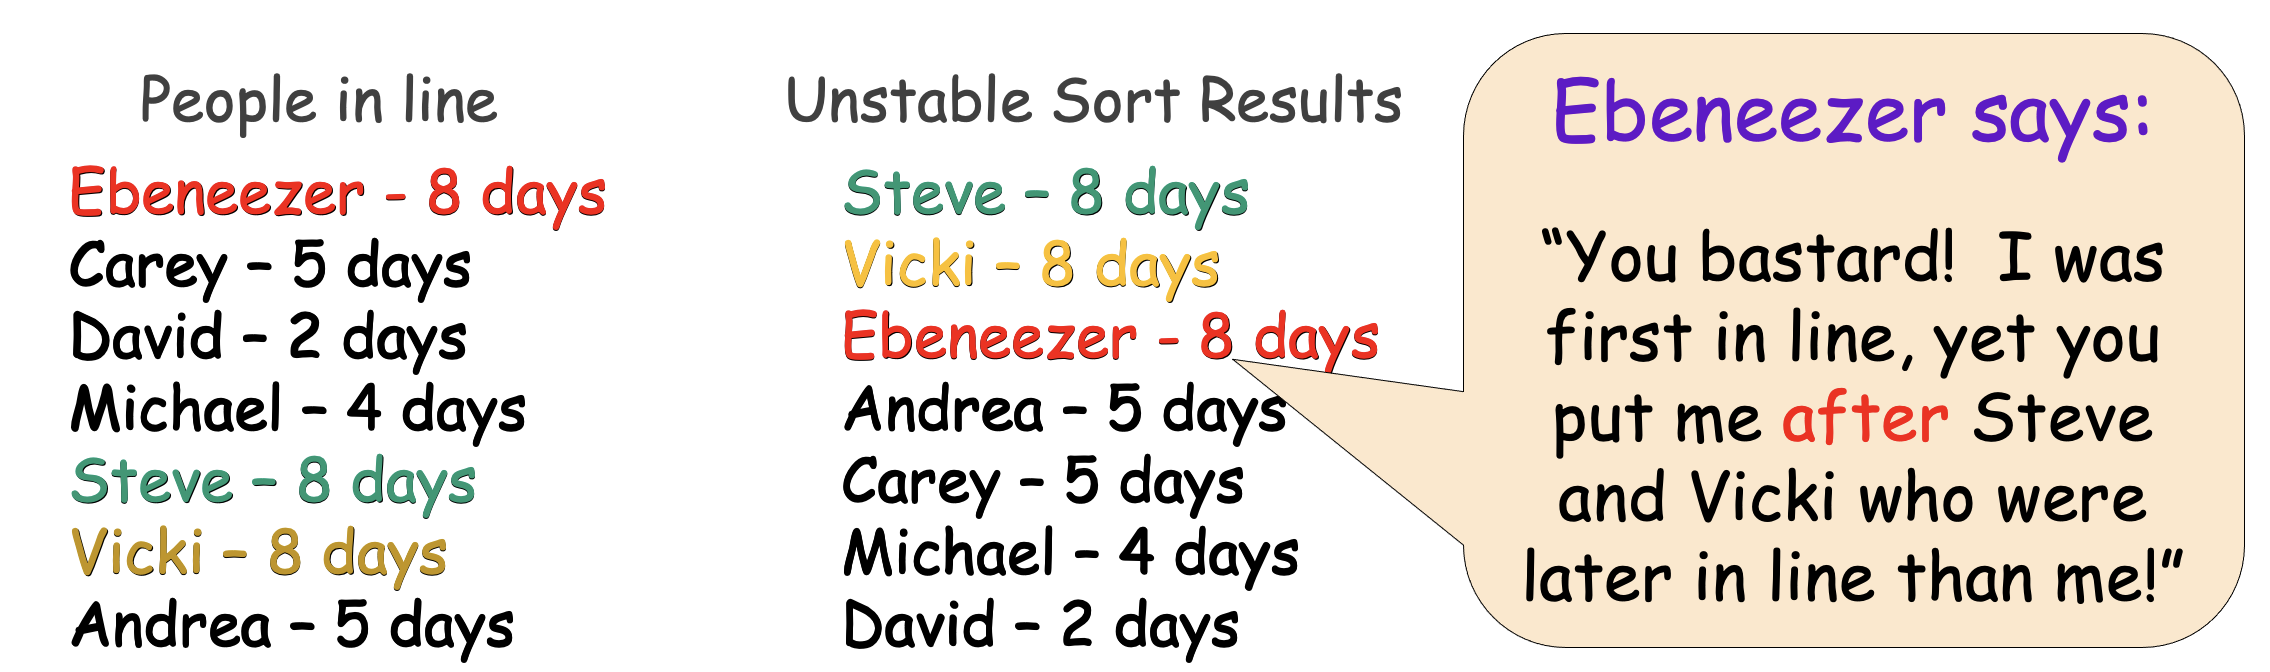 People in line
Ebeneezer - 8 days
Carey – 5 days
David – 2 days
Michael – 4 days
Steve – 8 days
Vicki – 8 days
Andrea – 5 days
Unstable Sort Results
Steve – 8 days
Vicki – 8 days
Ebeneezer - 8 days
Andrea – 5 days
Carey – 5 days
Michael – 4 days
David – 2 days
Ebeneezer says:
“You bastard!  I was
first in line, yet you
put me after Steve
and Vicki who were
later in line than me!”